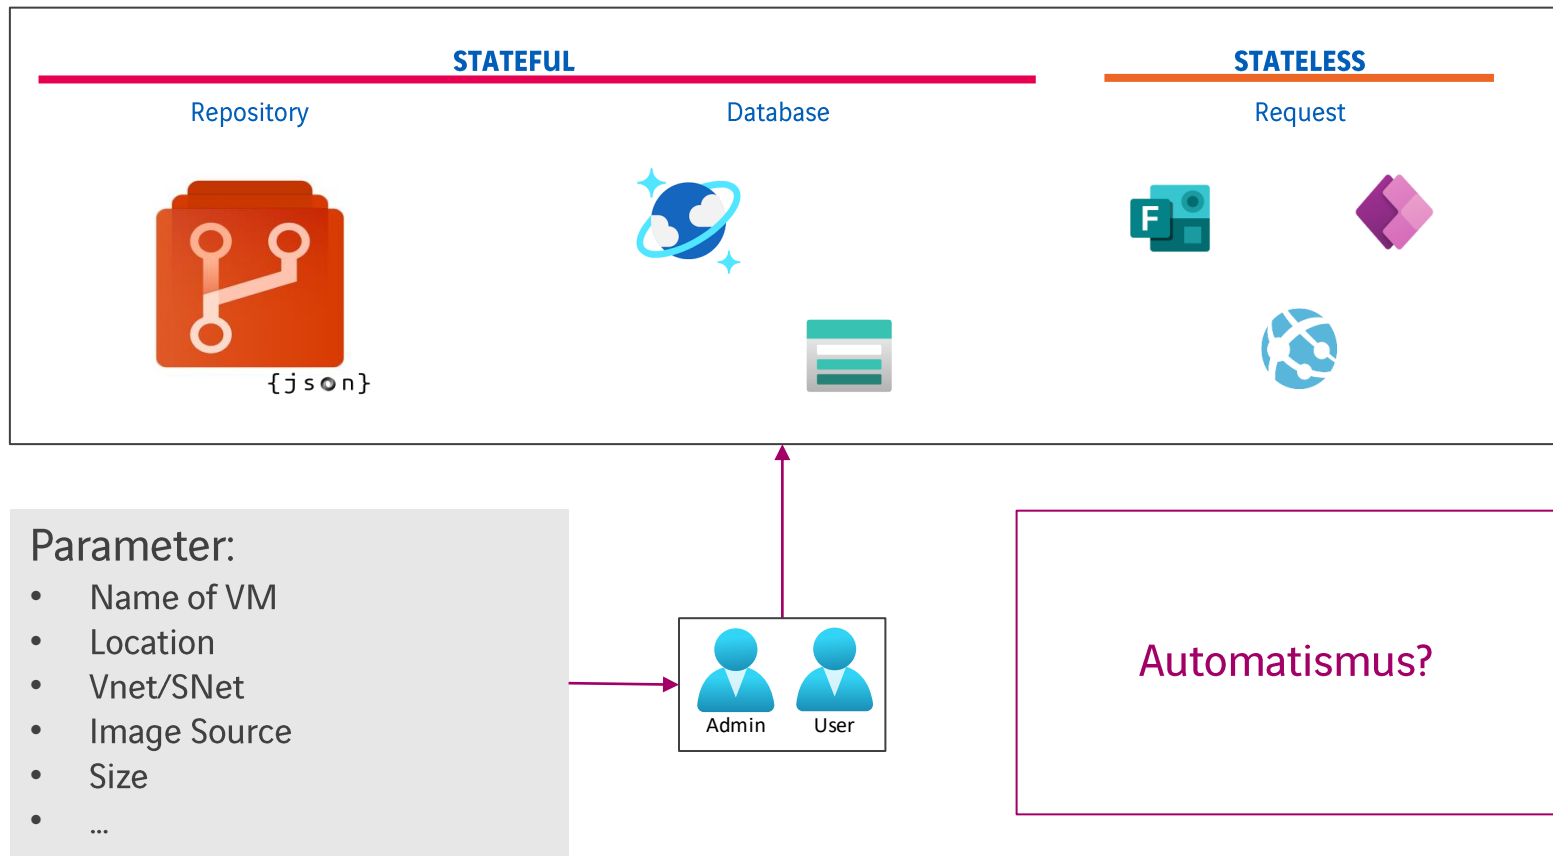 STATEFUL
STATELESS
Repository
Database
Request
F
{json}
Parameter:
• Name of VM
• Location
• Vnet/SNet
• Image Source
• Size
• ...
Admin
User
Automatismus?